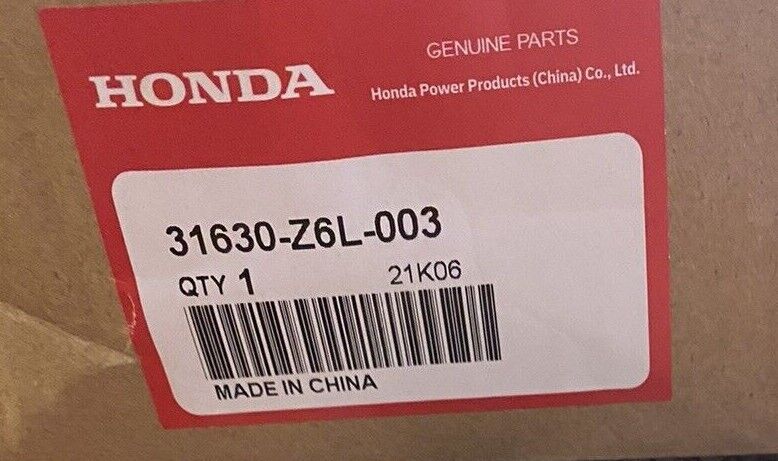 HONDA
GENUINE PARTS
Honda Power Products (China) Co., Ltd.
31630-Z6L-003
QTY 1 21K06
MADE IN CHINA